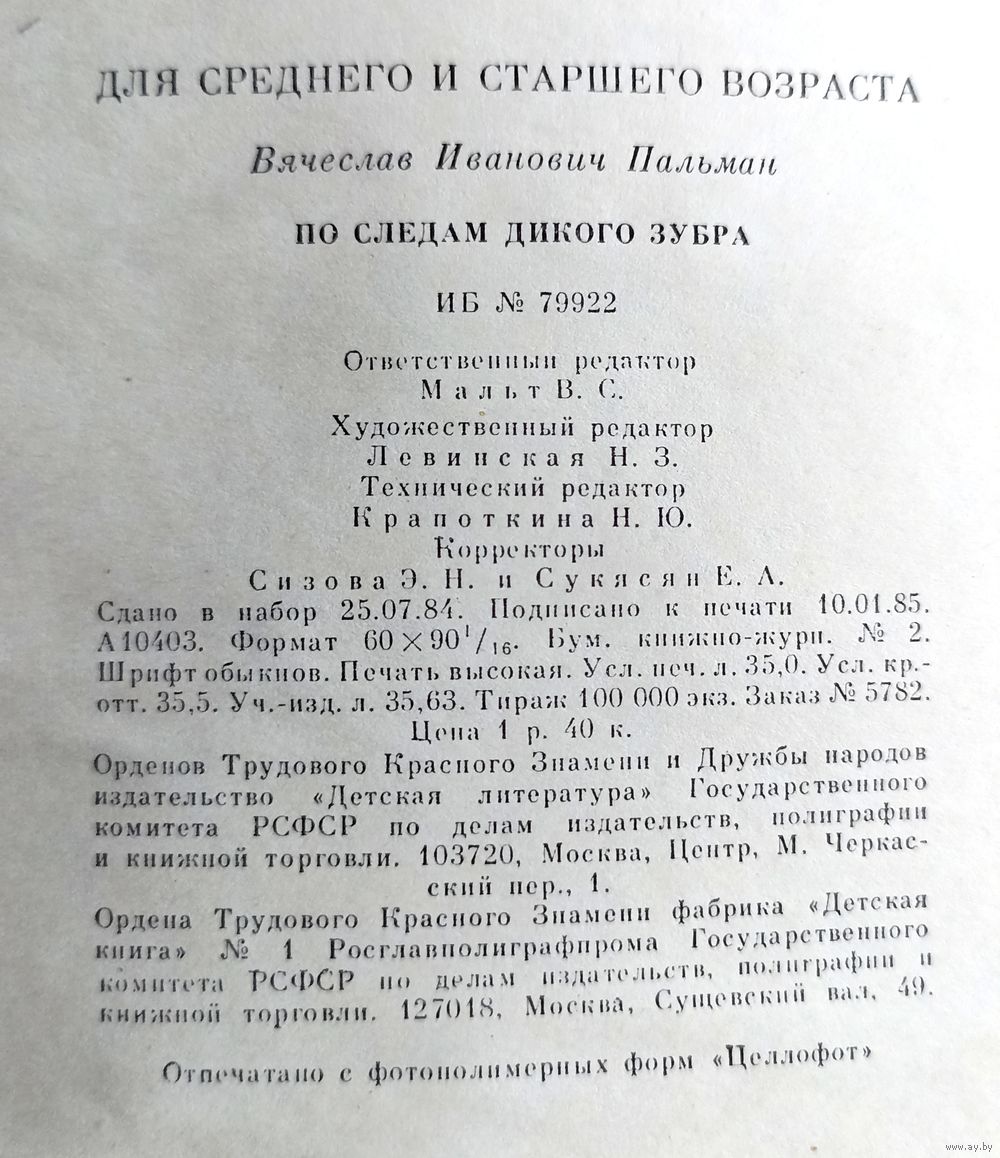 ДЛЯ СРЕДНЕГО И СТАРШЕГО ВОЗРАСТА
Вячеслав Иванович Пальман
ПО СЛЕДАМ ДИКОГО ЗУБРА
ИБ № 79922
Ответственный редактор
Мальт В. С.
Художественный редактор
Левинская Н. З.
Технический редактор
Крапоткина Н. Ю.
Корректоры
Сизова Э. Н. и Сукясян Е. А.
Сдано в набор 25.07.84. Подписано к печати 10.01.85.
А10403. Формат 60×90 1/16. Бум. книжно-журн. № 2.
Шрифт обыкнов. Печать высокая. Усл. печ. л. 35,0. Усл. кр.-
отт. 35,5. Уч.-изд. л. 35,63. Тираж 100 000 экз. Заказ № 5782.
Цена 1 р. 40 к.
Орденов Трудового Красного Знамени и Дружбы народов
издательство «Детская литература» Государственного
комитета РСФСР по делам издательств, полиграфии
и книжной торговли. 103720, Москва, Центр, М. Черкас-
ский пер., 1.
Ордена Трудового Красного Знамени фабрика «Детская
книга» № 1 Росглавполиграфпрома Государственного
комитета РСФСР по делам издательств, полиграфии и
книжной торговли. 127018, Москва, Сущевский вал, 49.
Отпечатано с фотополимерных форм «Целлофот»
www.ay.by